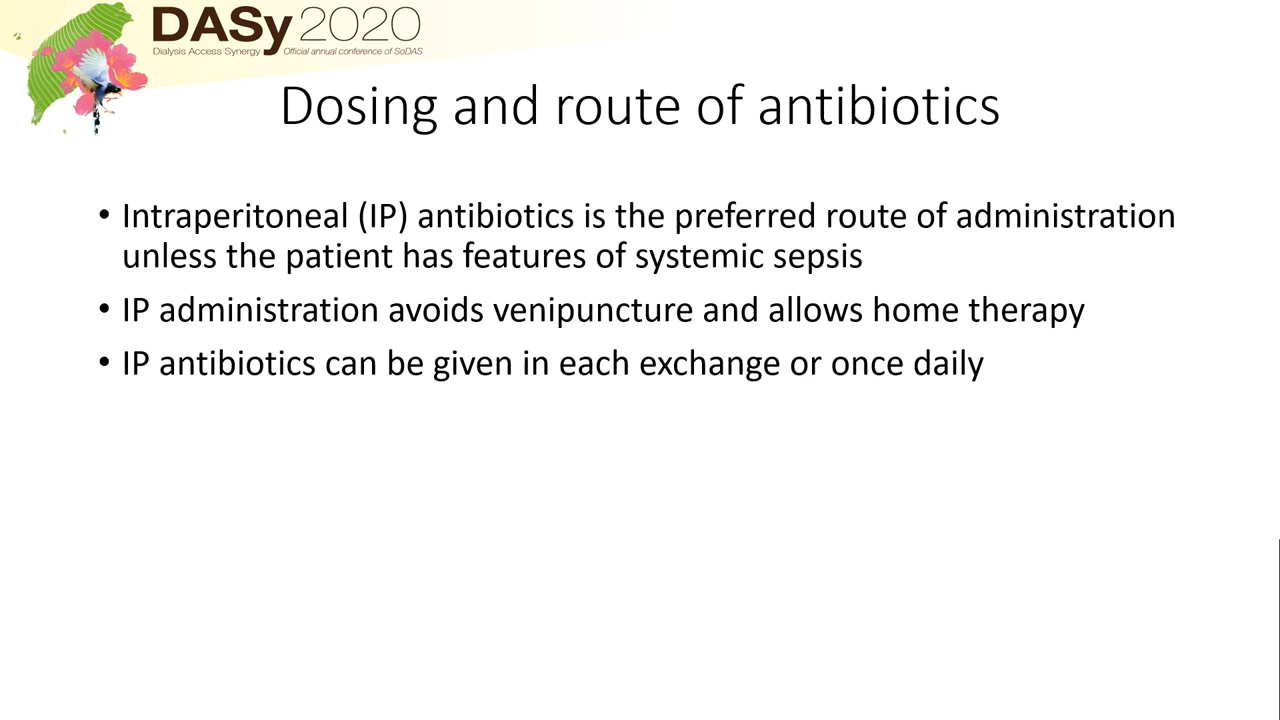 DASy 2020
Dialysis Access Synergy Official annual conference of SoDAS
Dosing and route of antibiotics
• Intraperitoneal (IP) antibiotics is the preferred route of administration
unless the patient has features of systemic sepsis
• IP administration avoids venipuncture and allows home therapy
• IP antibiotics can be given in each exchange or once daily